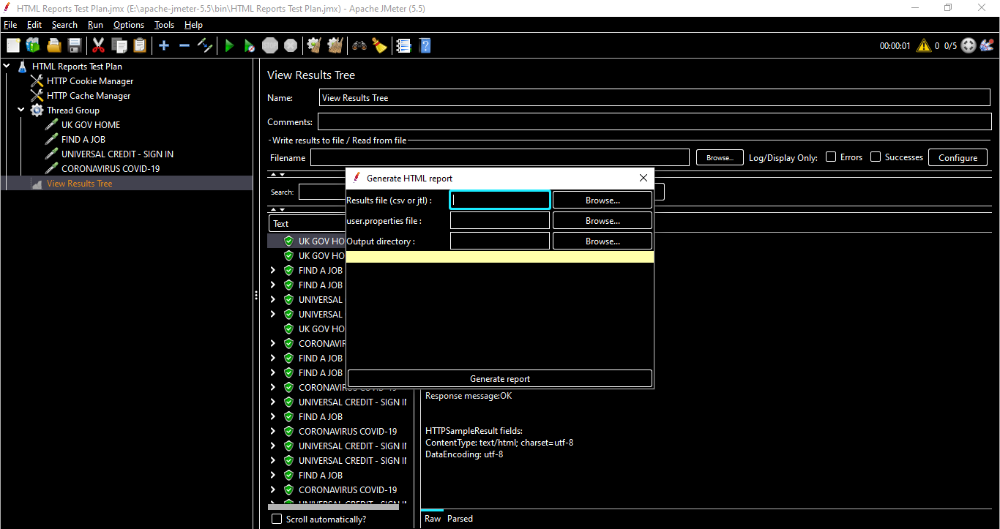 HTML Reports Test Plan.jmx (E:\apache-jmeter-5.5\bin\HTML Reports Test Plan.jmx) - Apache JMeter (5.5)
File Edit Search Run Options Tools Help
00:00:01 0 0/5
HTML Reports Test Plan
HTTP Cookie Manager
HTTP Cache Manager
Thread Group
UK GOV HOME
FIND A JOB
UNIVERSAL CREDIT - SIGN IN
CORONAVIRUS COVID-19
View Results Tree
View Results Tree
Name: View Results Tree
Comments:
Write results to file / Read from file
Filename Browse... Log/Display Only: Errors Successes Configure
Search:
Text
Generate HTML report
Results file (csv or jtl) : Browse...
user.properties file : Browse...
Output directory : Browse...
Generate report
UK GOV HO
UK GOV HO
FIND A JOB
FIND A JOB
UNIVERSAL
UNIVERSAL
UK GOV HO
CORONAVIR
FIND A JOB
FIND A JOB
CORONAVIRUS COVID-19
UNIVERSAL CREDIT - SIGN IN
FIND A JOB
CORONAVIRUS COVID-19
UNIVERSAL CREDIT - SIGN IN
UNIVERSAL CREDIT - SIGN IN
FIND A JOB
CORONAVIRUS COVID-19
UNIVERSAL CREDIT - SIGN IN
Scroll automatically?
Response message:OK
HTTPSampleResult fields:
ContentType: text/html; charset=utf-8
DataEncoding: utf-8
Raw Parsed